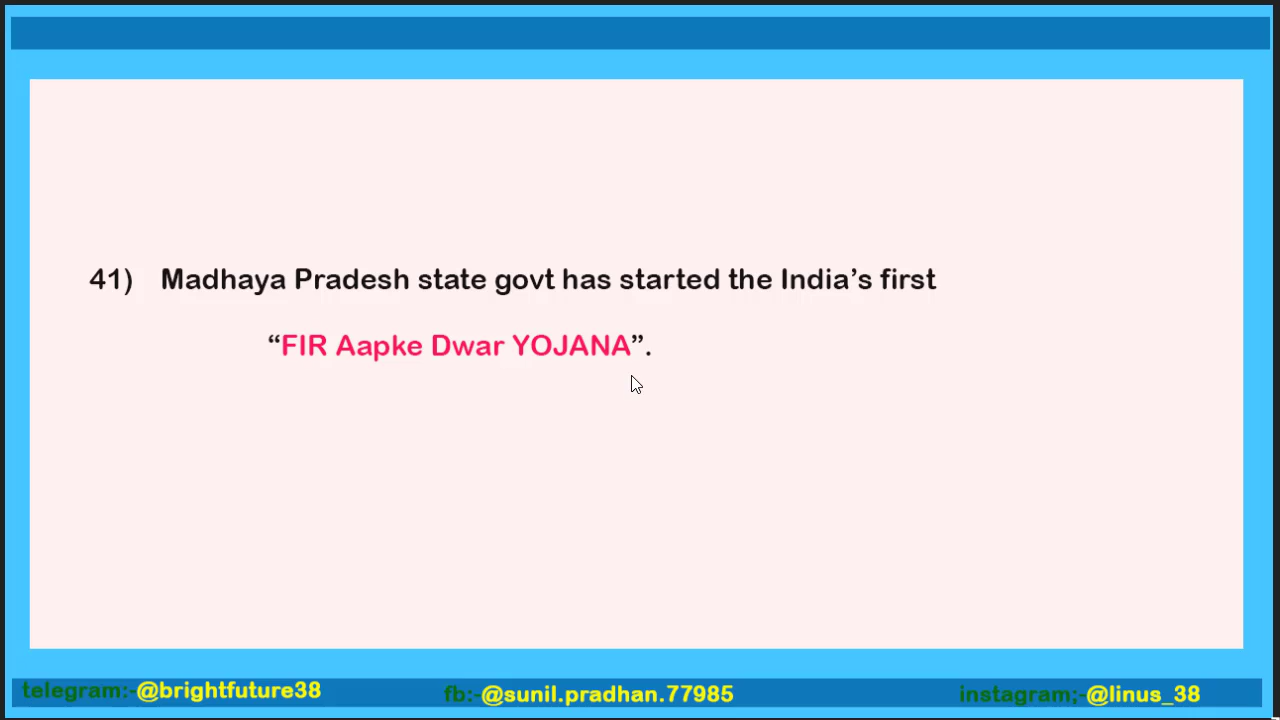 41) Madhaya Pradesh state govt has started the India’s first
“FIR Aapke Dwar YOJANA”.
telegram:-@brightfuture38 fb:-@sunil.pradhan.77985 instagram;-@linus_38